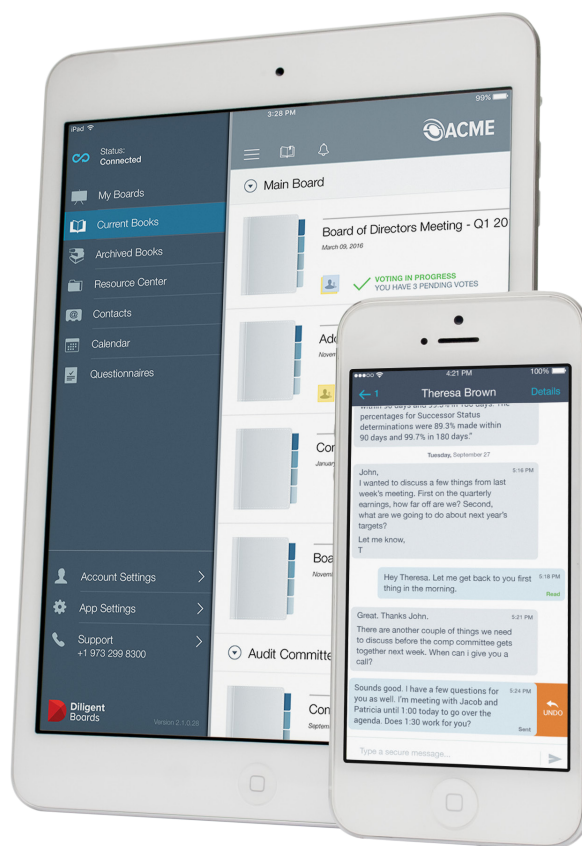 iPad
3:28 PM
99%
Status:
Connected
My Boards
Current Books
Archived Books
Resource Center
Contacts
Calendar
Questionnaires
Account Settings
App Settings
Support
+1 973 299 8300
Diligent
Boards
Version 2.1.0.28
ACME
Main Board
Board of Directors Meeting - Q1 20
March 09, 2016
VOTING IN PROGRESS
YOU HAVE 3 PENDING VOTES
Audit Committe
4:21 PM
100%
1
Theresa Brown
Details
percentages for Successor Status
determinations were 89.3% made within
90 days and 99.7% in 180 days."
Tuesday, September 27
John,
5:16 PM
I wanted to discuss a few things from last
week's meeting. First on the quarterly
earnings, how far off are we? Second,
what are we going to do about next year's
targets?
Let me know,
T
Hey Theresa. Let me get back to you first
thing in the morning.
5:18 PM
Read
Great. Thanks John.
5:21 PM
There are another couple of things we need
to discuss before the comp committee gets
together next week. When can i give you a
call?
Sounds good. I have a few questions for
you as well. I'm meeting with Jacob and
Patricia until 1:00 today to go over the
agenda. Does 1:30 work for you?
5:24 PM
Sent
UNDO
Type a secure message...